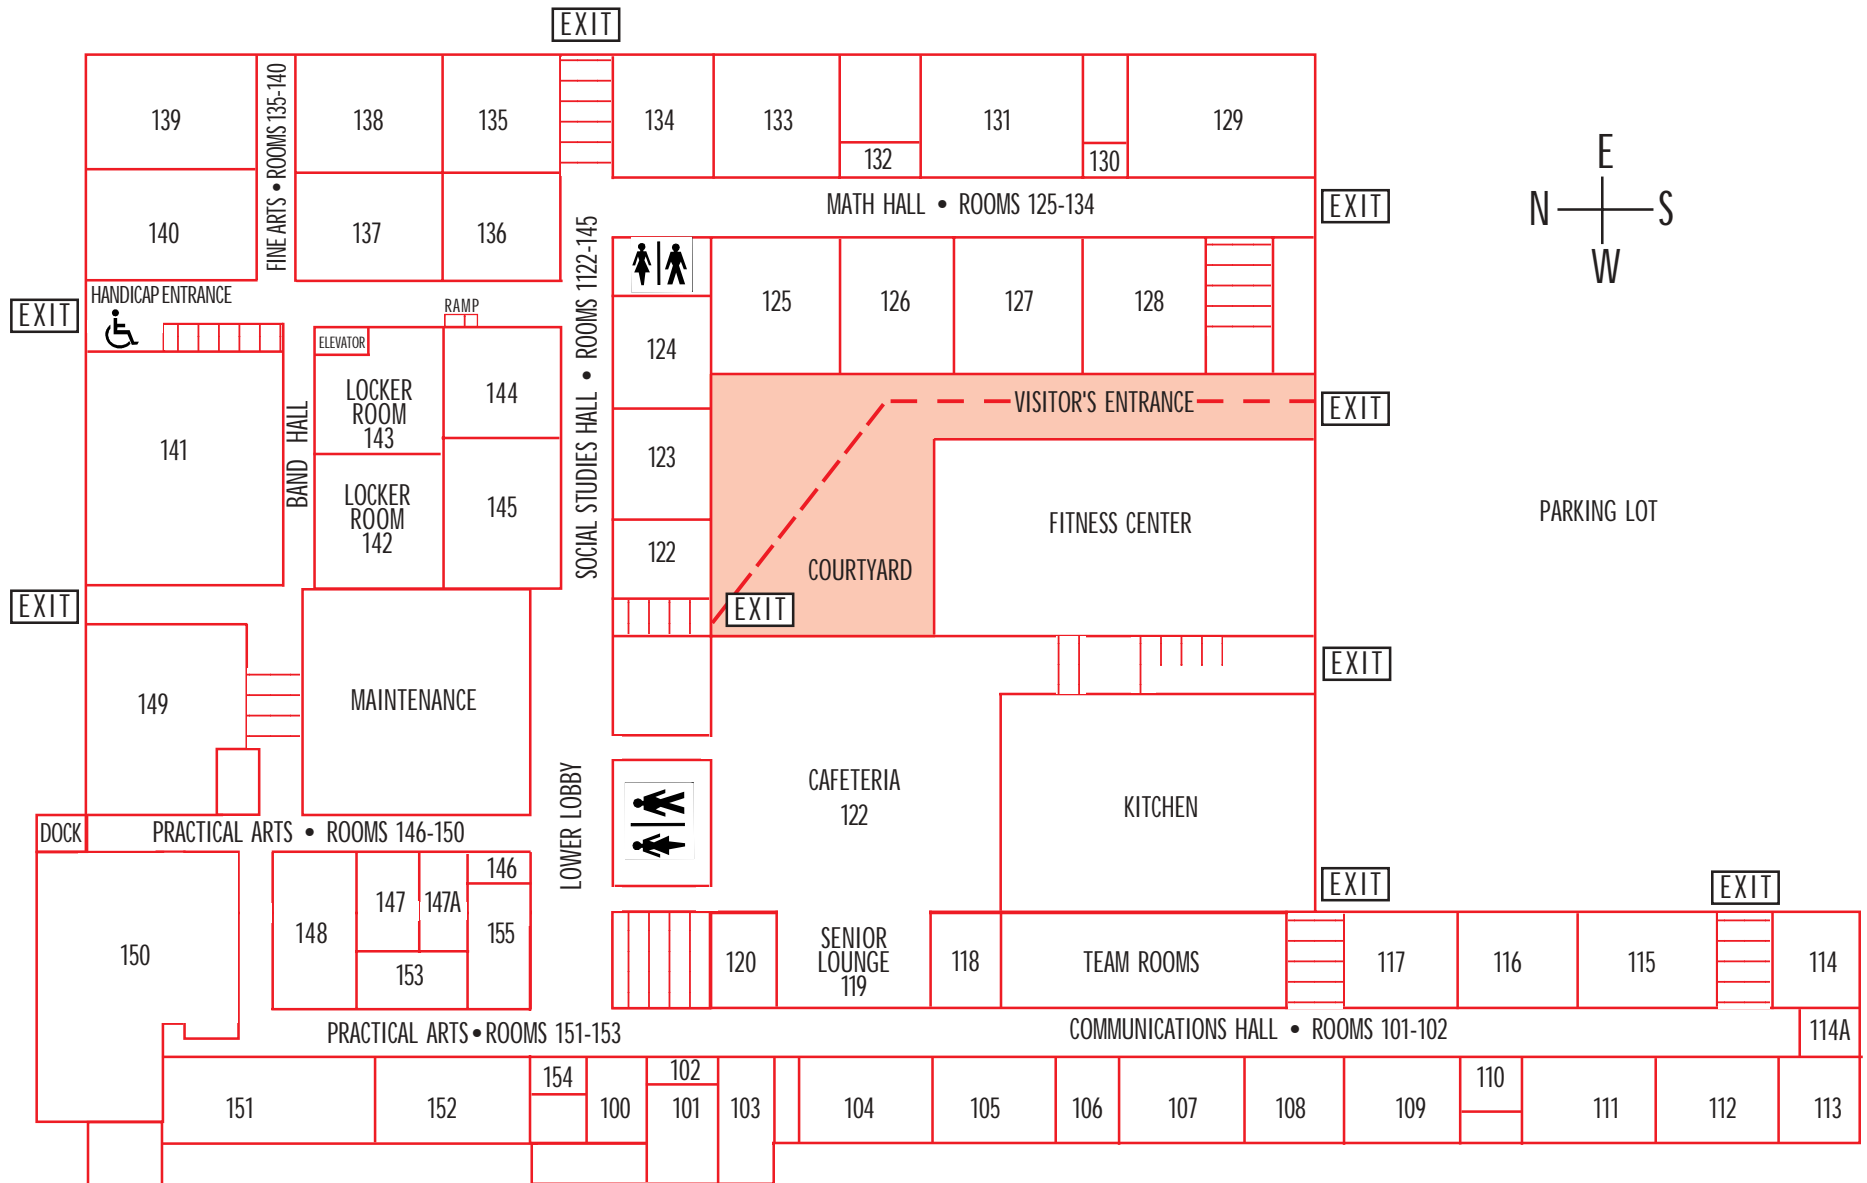 EXIT
139
FINE ARTS • ROOMS 135-140
138
135
134
133
132
131
130
129
E
N
S
W
MATH HALL • ROOMS 125-134
EXIT
140
137
136
HANDICAP ENTRANCE
EXIT
RAMP
ELEVATOR
SOCIAL STUDIES HALL • ROOMS 1122-145
125
126
127
128
124
LOCKER
ROOM
143
144
VISITOR'S ENTRANCE
EXIT
141
BAND HALL
123
LOCKER
ROOM
142
145
FITNESS CENTER
PARKING LOT
122
COURTYARD
EXIT
EXIT
EXIT
149
MAINTENANCE
LOWER LOBBY
CAFETERIA
122
KITCHEN
DOCK
PRACTICAL ARTS • ROOMS 146-150
146
EXIT
EXIT
147
147A
148
155
150
153
120
SENIOR
LOUNGE
119
118
TEAM ROOMS
117
116
115
114
PRACTICAL ARTS • ROOMS 151-153
COMMUNICATIONS HALL • ROOMS 101-102
114A
151
152
154
100
102
101
103
104
105
106
107
108
109
110
111
112
113